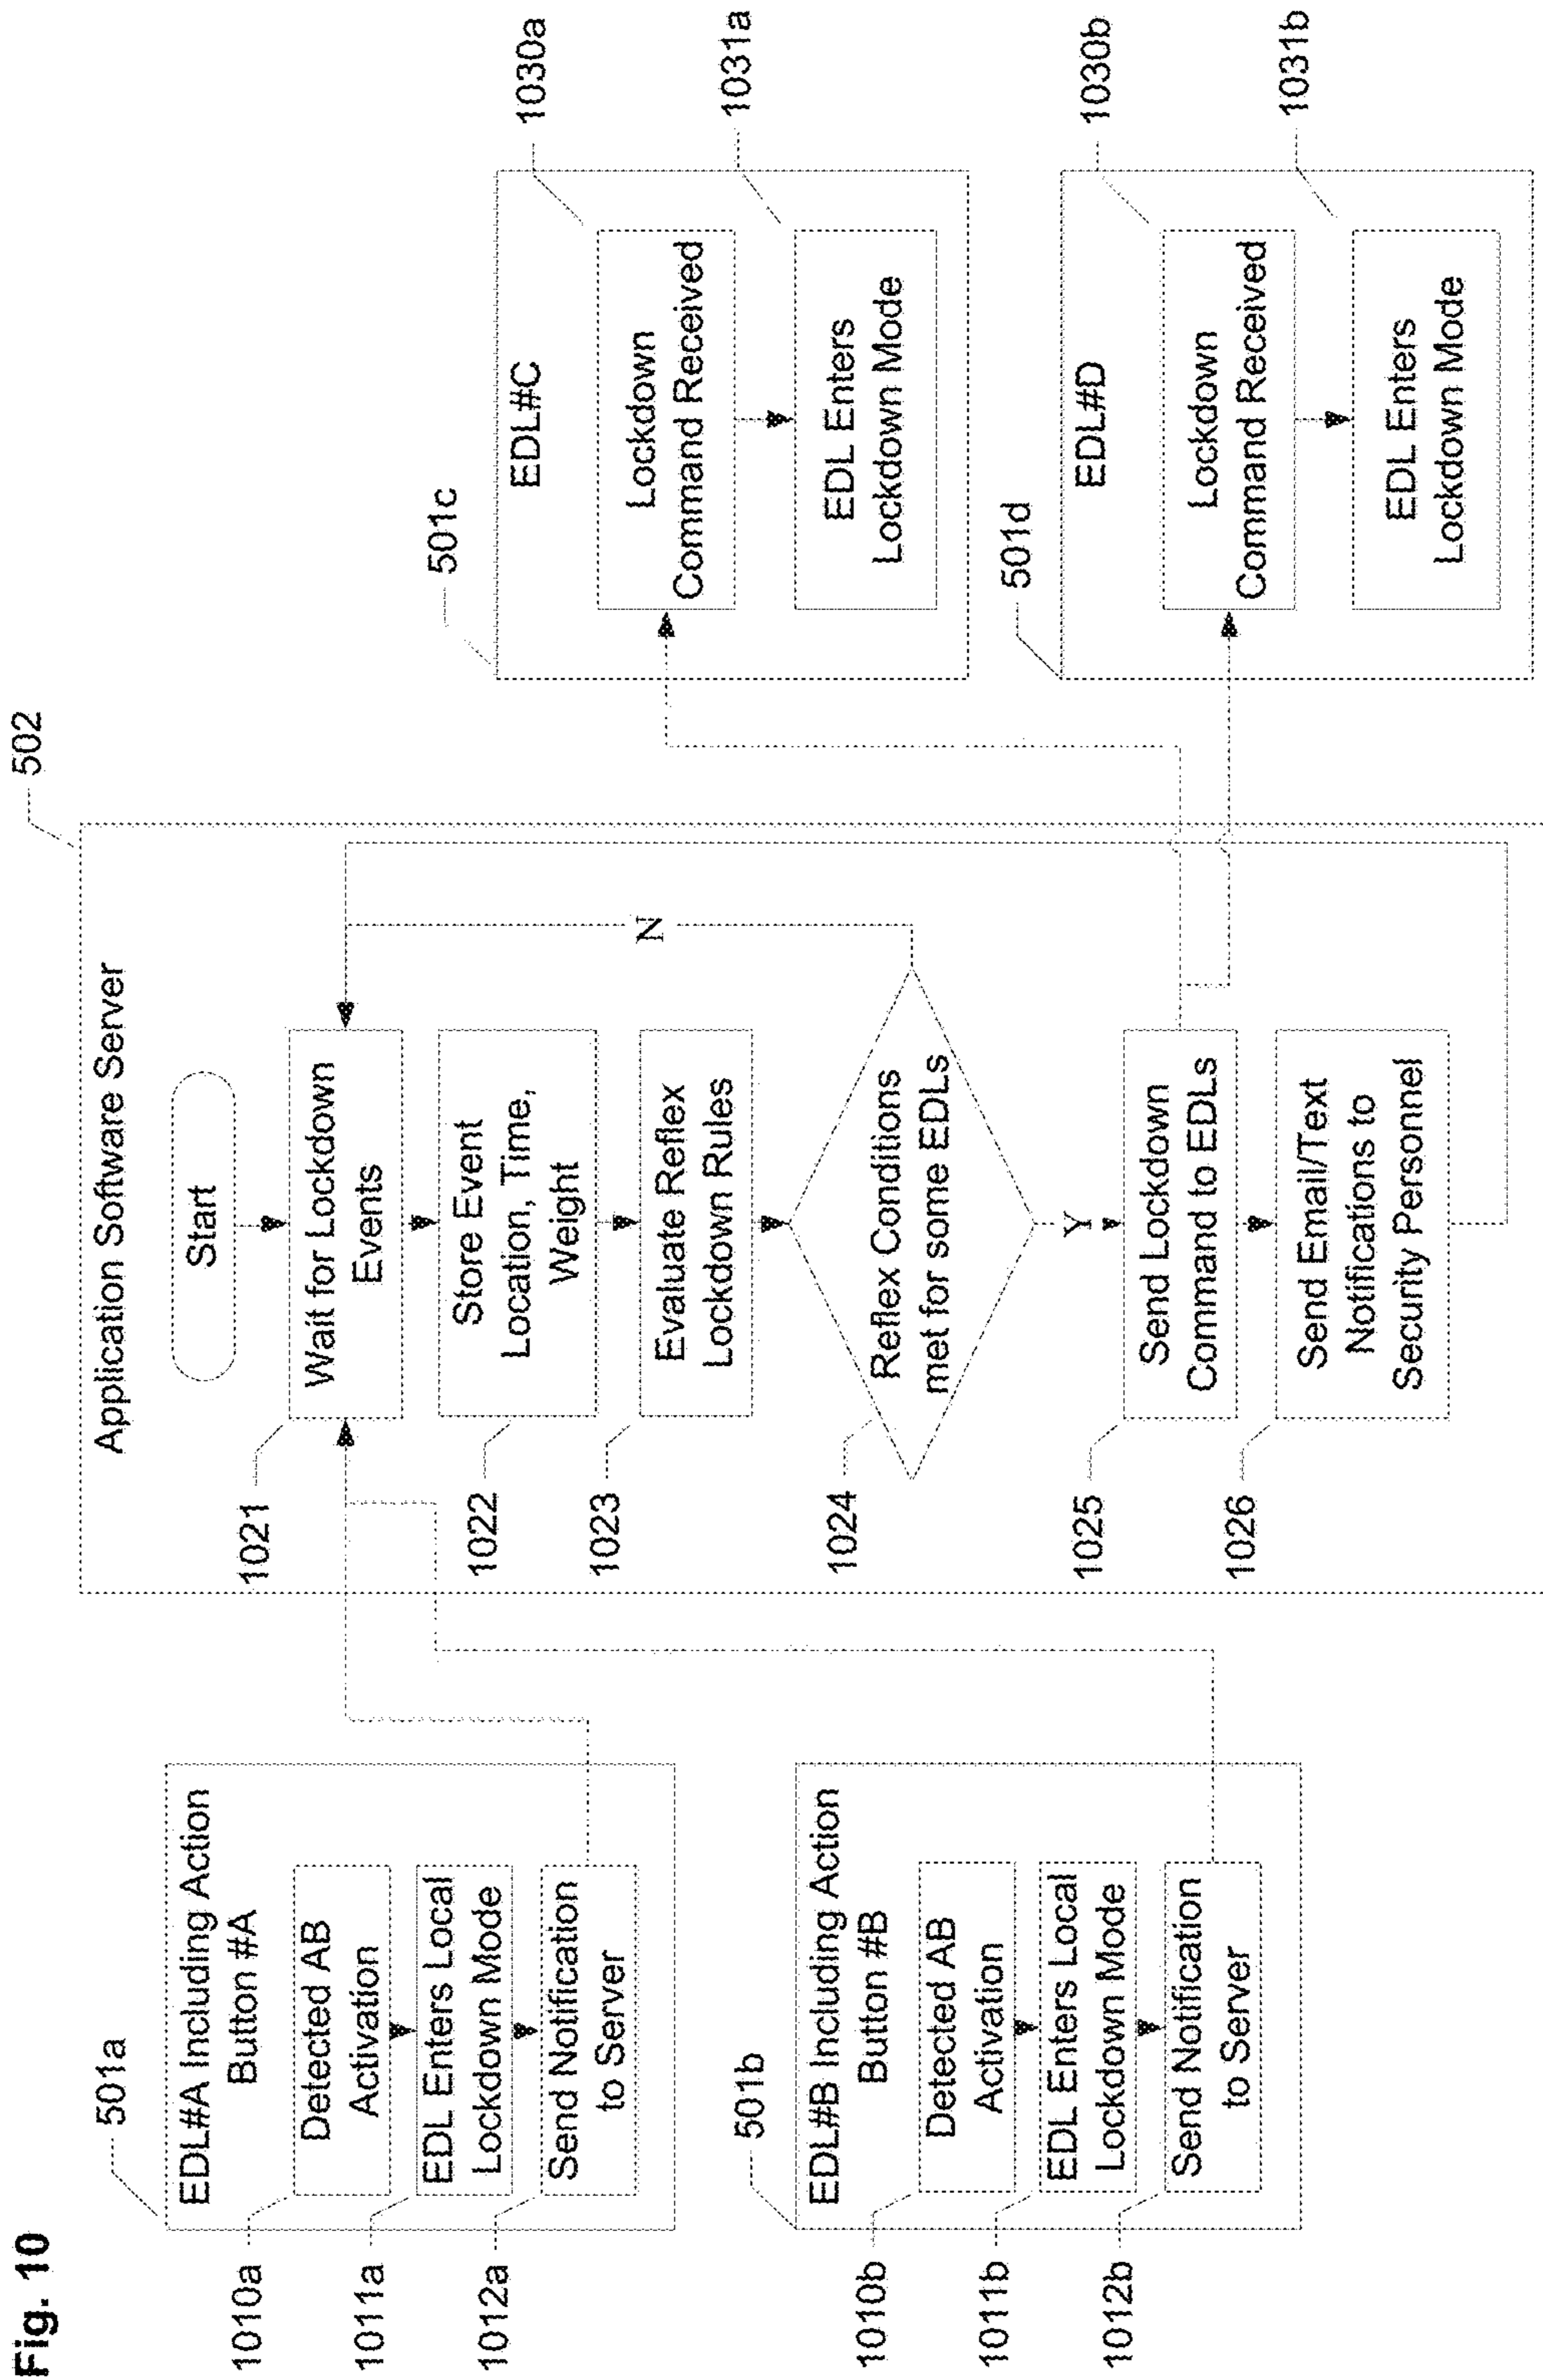 Fig. 10
501a
EDL#A Including Action
Button #A
1010a
Detected AB
Activation
1011a
EDL Enters Local
Lockdown Mode
1012a
Send Notification
to Server
501b
EDL#B Including Action
Button #B
1010b
Detected AB
Activation
1011b
EDL Enters Local
Lockdown Mode
1012b
Send Notification
to Server
502
Application Software Server
Start
1021
Wait for Lockdown
Events
1022
Store Event
Location, Time,
Weight
1023
Evaluate Reflex
Lockdown Rules
1024
Reflex Conditions
met for some EDLs
N
Y
1025
Send Lockdown
Command to EDLs
1026
Send Email/Text
Notifications to
Security Personnel
501c
EDL#C
1030a
Lockdown
Command Received
1031a
EDL Enters
Lockdown Mode
501d
EDL#D
1030b
Lockdown
Command Received
1031b
EDL Enters
Lockdown Mode